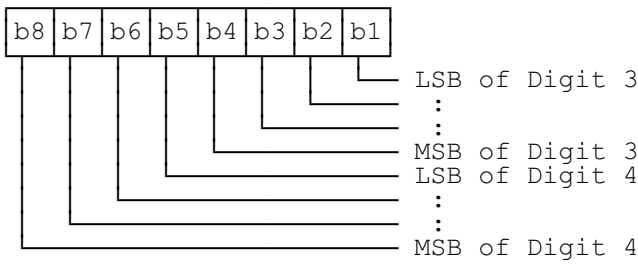 b8 b7 b6 b5 b4 b3 b2 b1
LSB of Digit 3
:
:
MSB of Digit 3
LSB of Digit 4
:
:
MSB of Digit 4